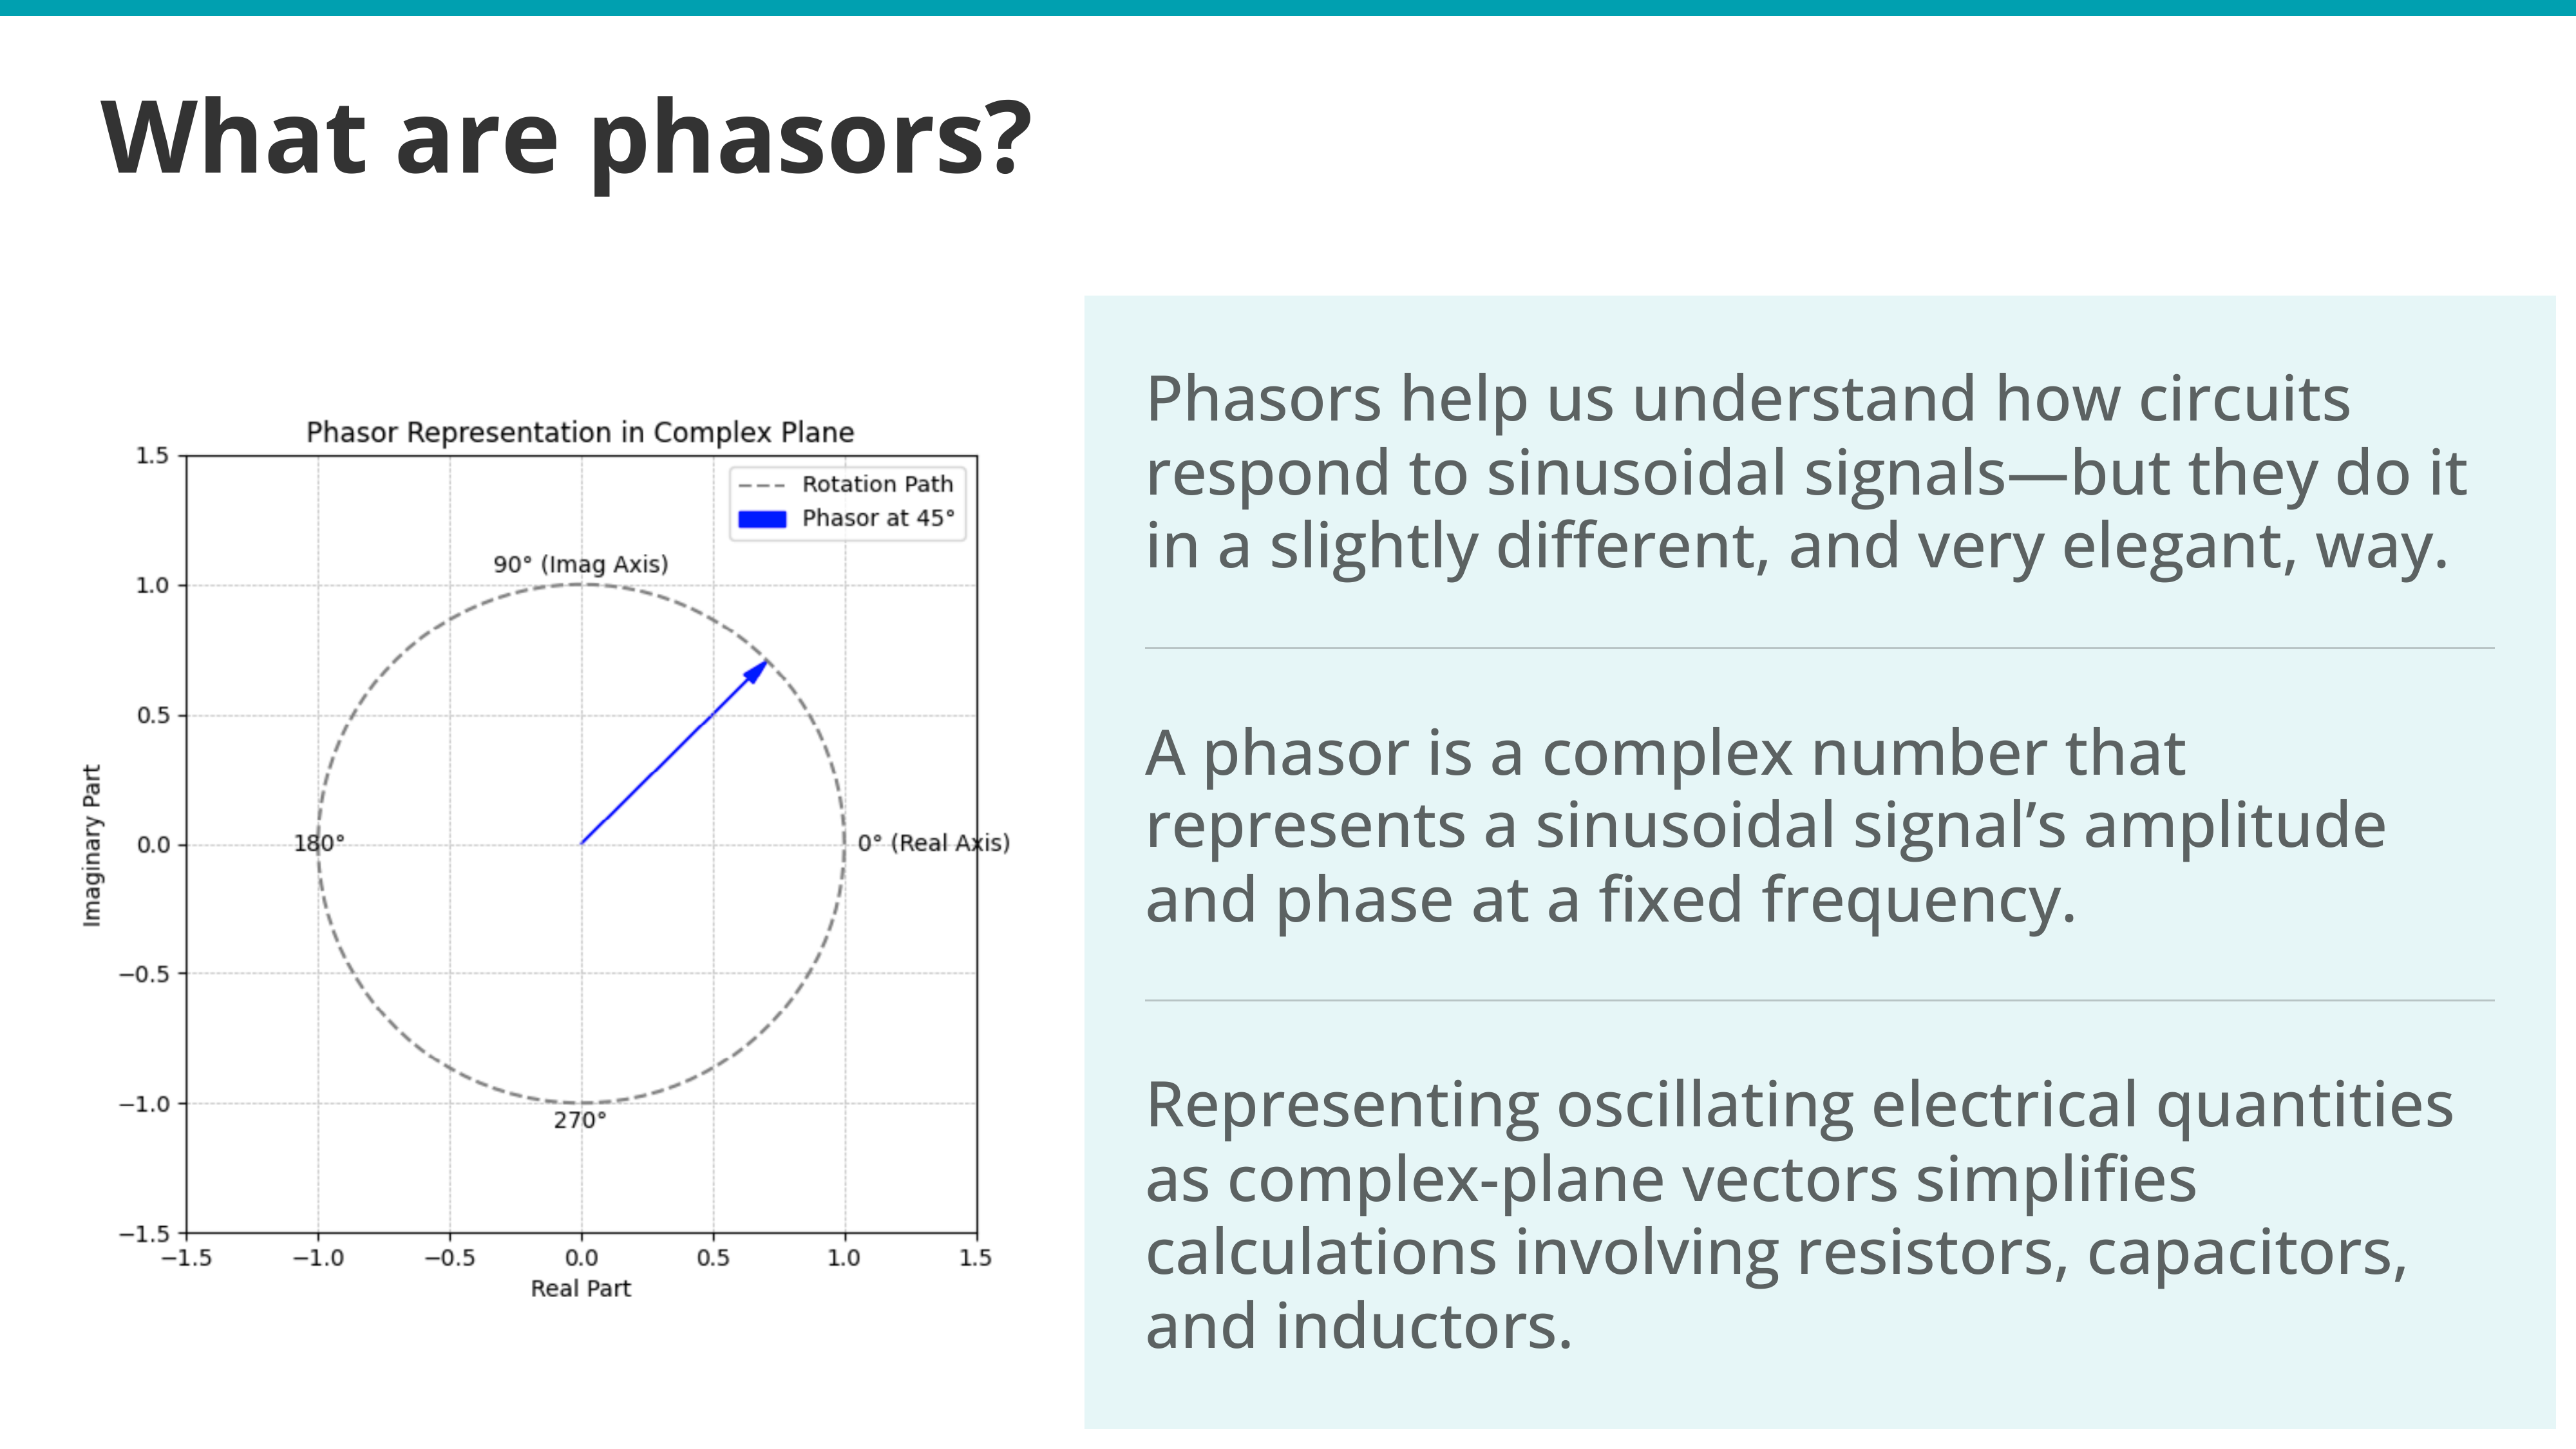 What are phasors?
Phasor Representation in Complex Plane
1.5
1.0
0.5
0.0
−0.5
−1.0
−1.5
Imaginary Part
Rotation Path
Phasor at 45°
90° (Imag Axis)
180°
0° (Real Axis)
270°
−1.5
−1.0
−0.5
0.0
0.5
1.0
1.5
Real Part
Phasors help us understand how circuits
respond to sinusoidal signals—but they do it
in a slightly different, and very elegant, way.
A phasor is a complex number that
represents a sinusoidal signal’s amplitude
and phase at a fixed frequency.
Representing oscillating electrical quantities
as complex-plane vectors simplifies
calculations involving resistors, capacitors,
and inductors.